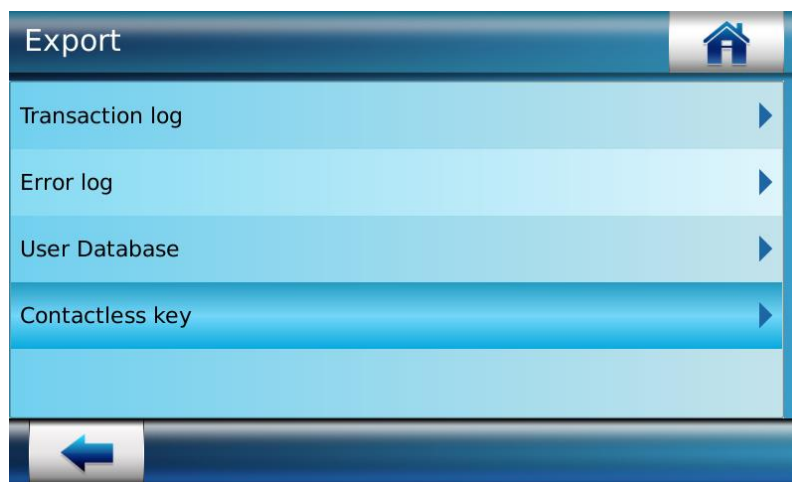 Export
Transaction log
Error log
User Database
Contactless key